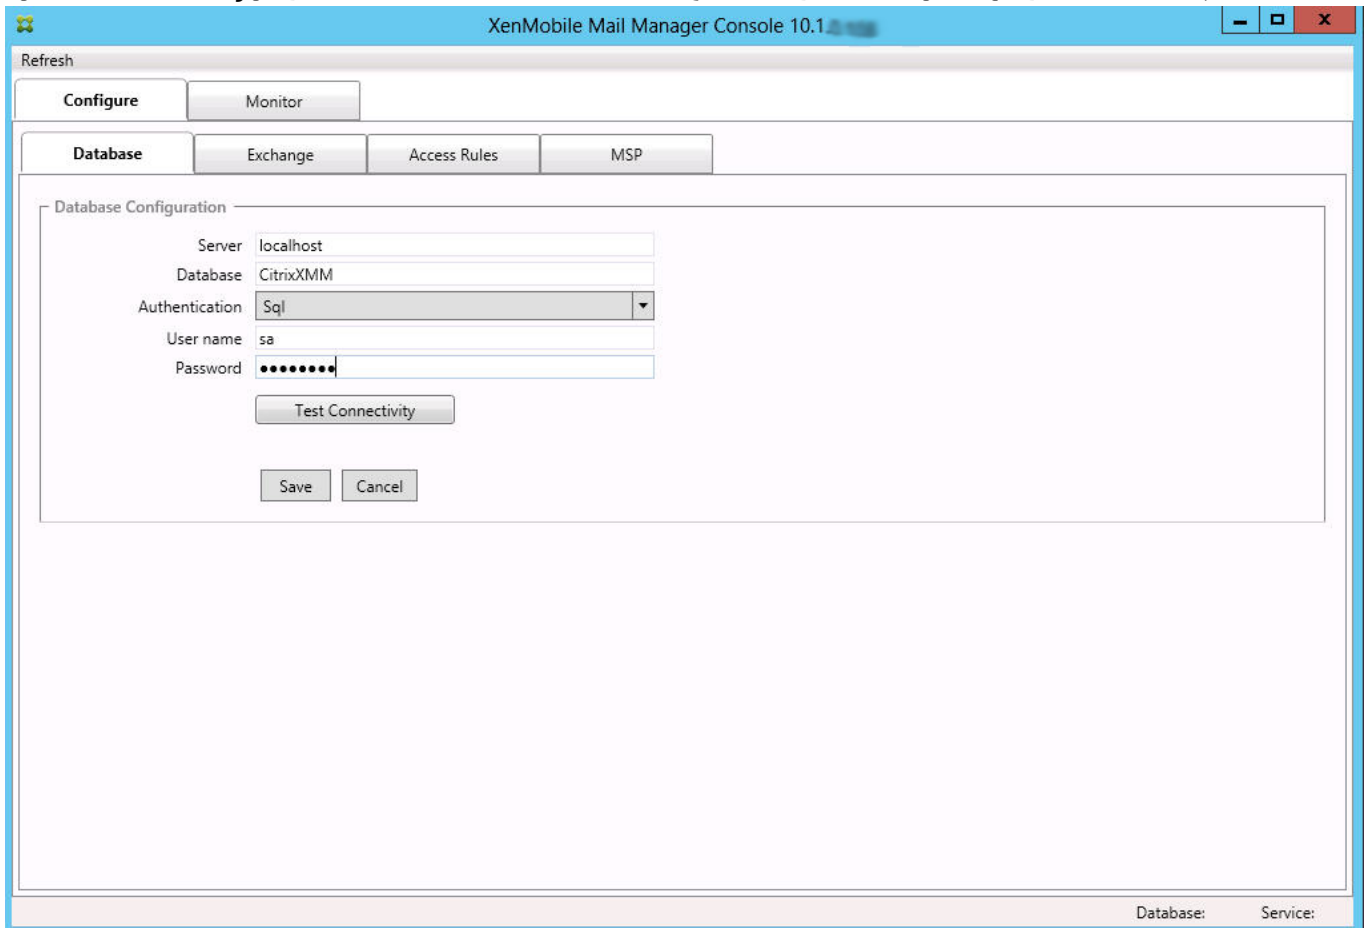 XenMobile Mail Manager Console 10.1.
Refresh
Configure Monitor
Database Exchange Access Rules MSP
Database Configuration
Server localhost
Database CitrixXMM
Authentication Sql
User name sa
Password ●●●●●●●●
Test Connectivity
Save Cancel
Database: Service: